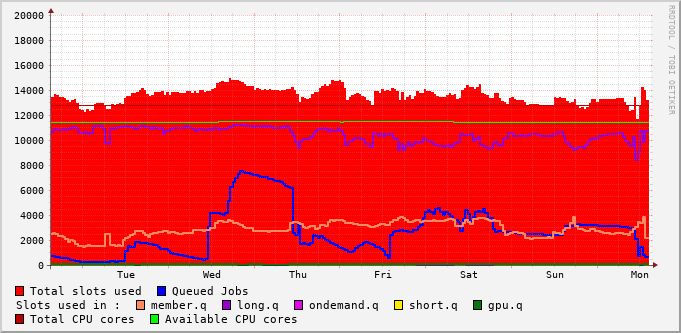 20000
18000
16000
14000
12000
10000
8000
6000
4000
2000
0
Tue Wed Thu Fri Sat Sun Mon
Total slots used Queued Jobs
Slots used in : member.q long.q ondemand.q short.q gpu.q
Total CPU cores Available CPU cores
RRDTOOL / TOBI OETIKER